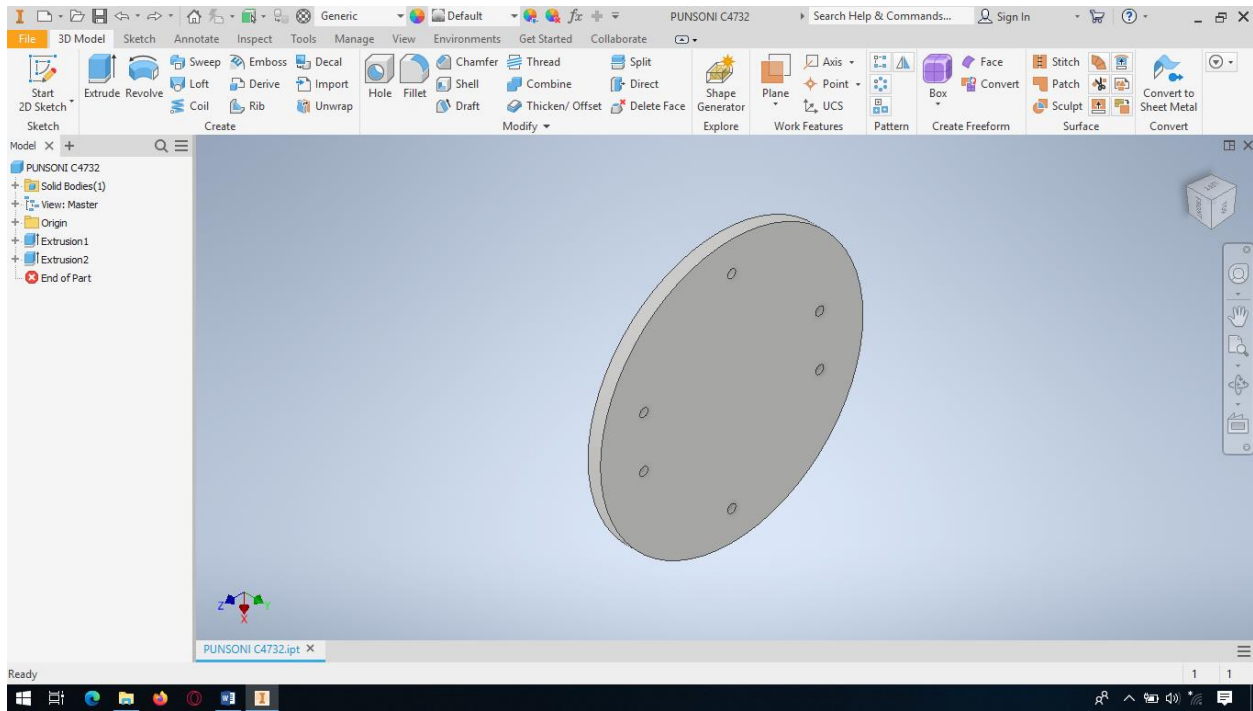 Generic Default fx PUNSONI C4732 Search Help & Commands... Sign In
File 3D Model Sketch Annotate Inspect Tools Manage View Environments Get Started Collaborate
Start 2D Sketch
Extrude Revolve
Sweep Emboss Decal
Loft Derive Import
Coil Rib Unwrap
Hole Fillet
Chamfer Thread Split
Shell Combine Direct
Draft Thicken/ Offset Delete Face
Shape Generator
Plane
Axis
Point
UCS
Box
Face
Convert
Stitch
Patch
Sculpt
Convert to Sheet Metal
Sketch Create Modify Explore Work Features Pattern Create Freeform Surface Convert
Model
PUNSONI C4732
Solid Bodies(1)
View: Master
Origin
Extrusion1
Extrusion2
End of Part
Z Y
X
PUNSONI C4732.ipt
Ready 1 1